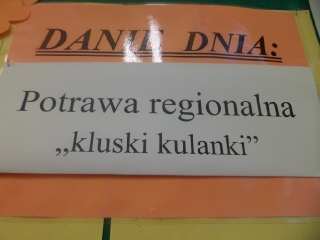 DANIE DNIA:
Potrawa regionalna
„kluski kulanki”